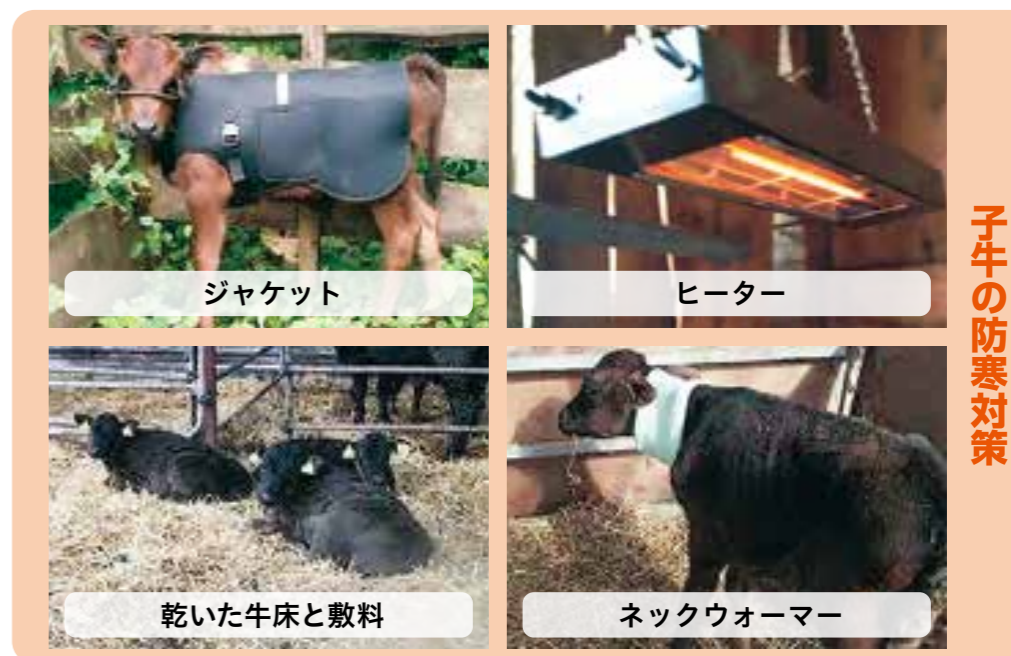 子牛の防寒対策
ジャケット
ヒーター
乾いた牛床と敷料
ネックウォーマー